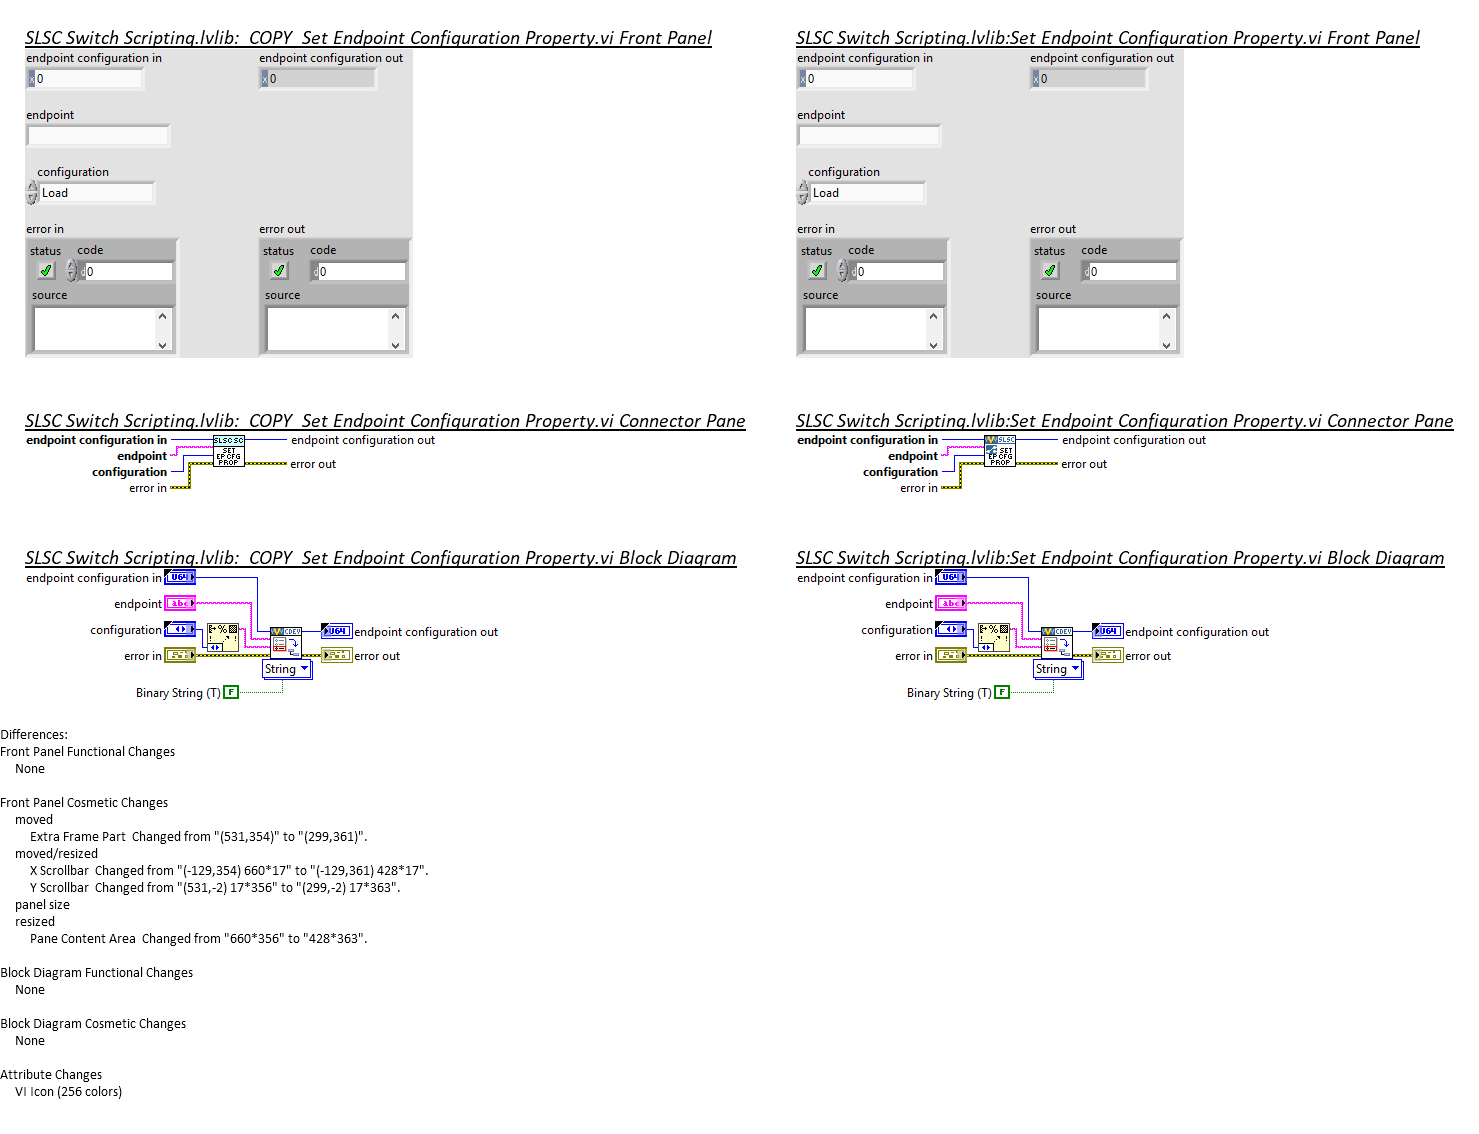 SLSC Switch Scripting.lvlib:  COPY  Set Endpoint Configuration Property.vi Front Panel
endpoint configuration in
endpoint configuration out
x 0
x 0
endpoint
configuration
Load
error in
error out
status
code
status
code
d 0
d 0
source
source
SLSC Switch Scripting.lvlib:Set Endpoint Configuration Property.vi Front Panel
endpoint configuration in
endpoint configuration out
x 0
x 0
endpoint
configuration
Load
error in
error out
status
code
status
code
d 0
d 0
source
source
SLSC Switch Scripting.lvlib:  COPY  Set Endpoint Configuration Property.vi Connector Pane
endpoint configuration in
endpoint configuration out
SLSC SC
SET
EP CFG
PROP
endpoint
configuration
error out
error in
SLSC Switch Scripting.lvlib:Set Endpoint Configuration Property.vi Connector Pane
endpoint configuration in
endpoint configuration out
SLSC
SET
EP CFG
PROP
endpoint
configuration
error out
error in
SLSC Switch Scripting.lvlib:  COPY  Set Endpoint Configuration Property.vi Block Diagram
endpoint configuration in
U64
endpoint
abc
configuration
CDEV
U64
endpoint configuration out
error in
error out
String
Binary String (T)
F
SLSC Switch Scripting.lvlib:Set Endpoint Configuration Property.vi Block Diagram
endpoint configuration in
U64
endpoint
abc
configuration
CDEV
U64
endpoint configuration out
error in
error out
String
Binary String (T)
F
Differences:
Front Panel Functional Changes
None
Front Panel Cosmetic Changes
moved
Extra Frame Part  Changed from "(531,354)" to "(299,361)".
moved/resized
X Scrollbar  Changed from "(-129,354) 660*17" to "(-129,361) 428*17".
Y Scrollbar  Changed from "(531,-2) 17*356" to "(299,-2) 17*363".
panel size
resized
Pane Content Area  Changed from "660*356" to "428*363".
Block Diagram Functional Changes
None
Block Diagram Cosmetic Changes
None
Attribute Changes
VI Icon (256 colors)